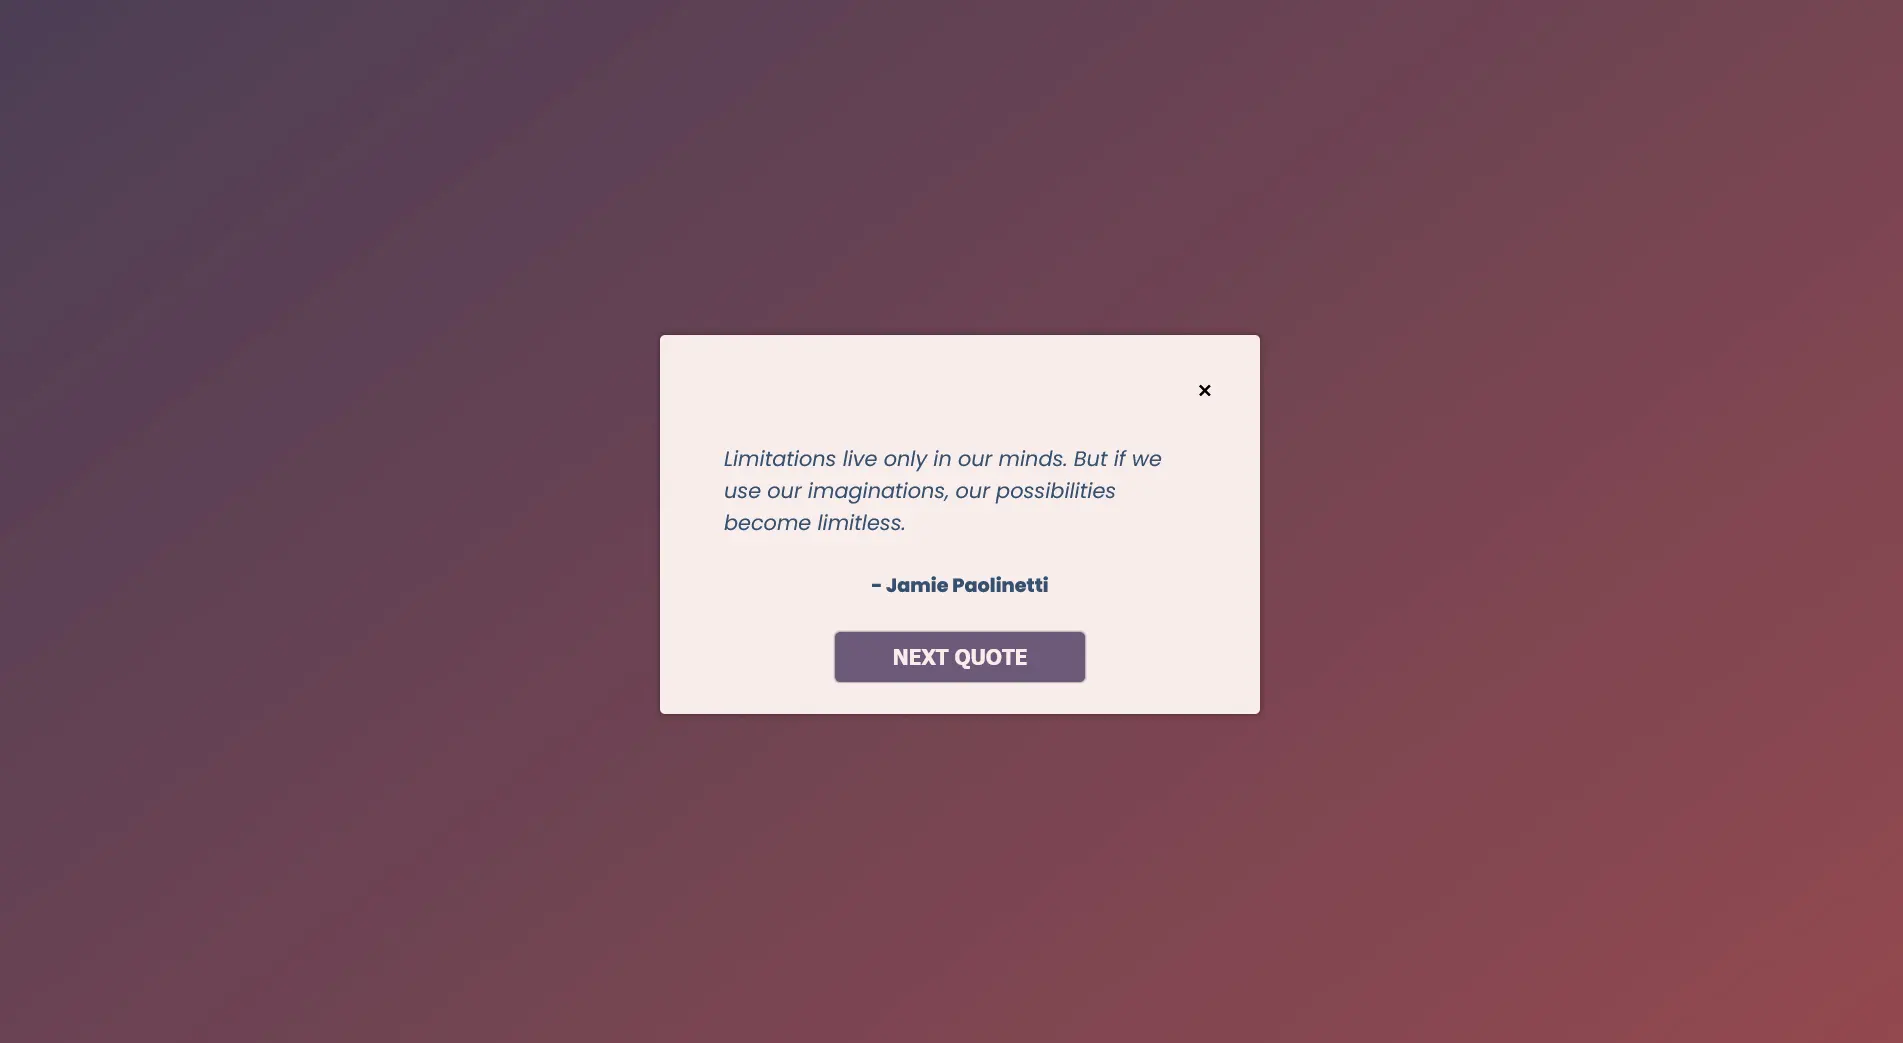 ×
Limitations live only in our minds. But if we
use our imaginations, our possibilities
become limitless.
- Jamie Paolinetti
NEXT QUOTE